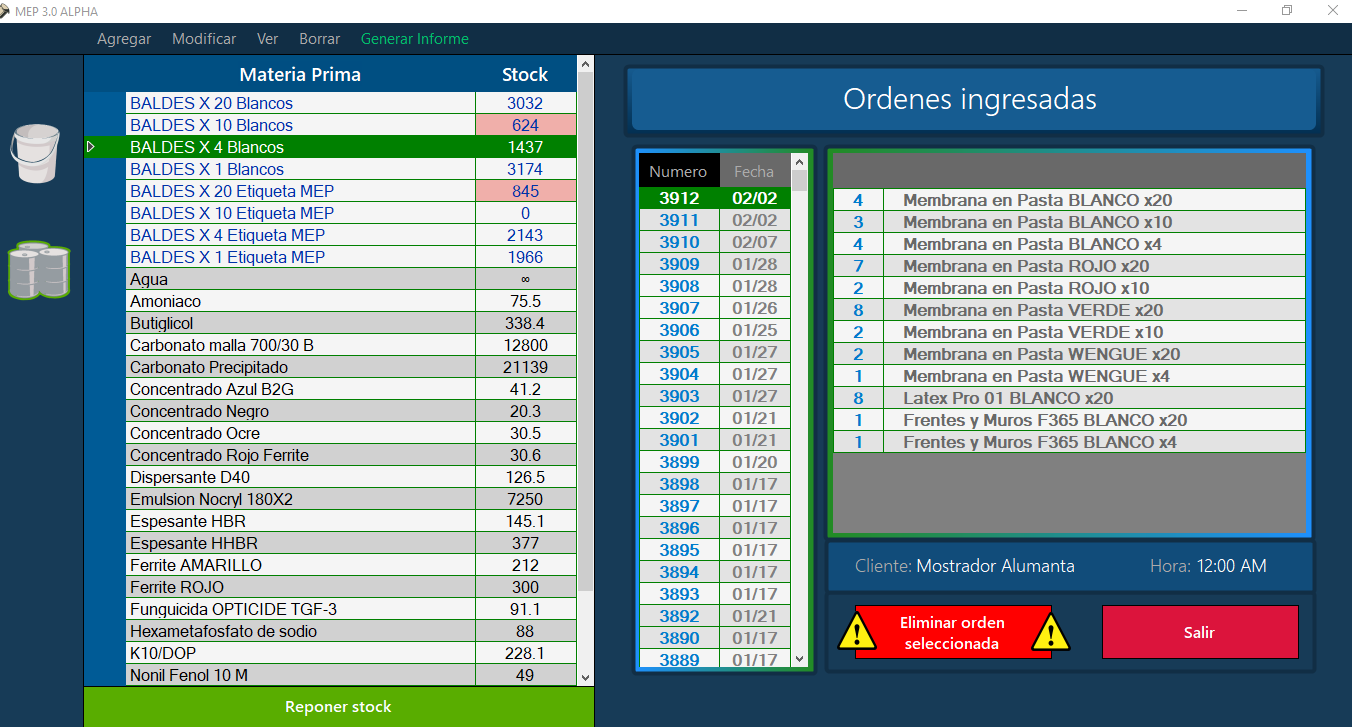 MEP 3.0 ALPHA
Agregar Modificar Ver Borrar Generar Informe
Materia Prima Stock
BALDES X 20 Blancos 3032
BALDES X 10 Blancos 624
BALDES X 4 Blancos 1437
BALDES X 1 Blancos 3174
BALDES X 20 Etiqueta MEP 845
BALDES X 10 Etiqueta MEP 0
BALDES X 4 Etiqueta MEP 2143
BALDES X 1 Etiqueta MEP 1966
Agua ∞
Amoniaco 75.5
Butiglicol 338.4
Carbonato malla 700/30 B 12800
Carbonato Precipitado 21139
Concentrado Azul B2G 41.2
Concentrado Negro 20.3
Concentrado Ocre 30.5
Concentrado Rojo Ferrite 30.6
Dispersante D40 126.5
Emulsion Nocryl 180X2 7250
Espesante HBR 145.1
Espesante HHBR 377
Ferrite AMARILLO 212
Ferrite ROJO 300
Funguicida OPTICIDE TGF-3 91.1
Hexametafosfato de sodio 88
K10/DOP 228.1
Nonil Fenol 10 M 49
Reponer stock
Ordenes ingresadas
Numero Fecha
3912 02/02
3911 02/02
3910 02/07
3909 01/28
3908 01/28
3907 01/26
3906 01/25
3905 01/27
3904 01/27
3903 01/27
3902 01/21
3901 01/21
3899 01/20
3898 01/17
3897 01/17
3896 01/17
3895 01/17
3894 01/17
3893 01/17
3892 01/21
3890 01/17
3889 01/17
4 Membrana en Pasta BLANCO x20
3 Membrana en Pasta BLANCO x10
4 Membrana en Pasta BLANCO x4
7 Membrana en Pasta ROJO x20
2 Membrana en Pasta ROJO x10
8 Membrana en Pasta VERDE x20
2 Membrana en Pasta VERDE x10
2 Membrana en Pasta WENGUE x20
1 Membrana en Pasta WENGUE x4
8 Latex Pro 01 BLANCO x20
1 Frentes y Muros F365 BLANCO x20
1 Frentes y Muros F365 BLANCO x4
Cliente: Mostrador Alumanta Hora: 12:00 AM
Eliminar orden
seleccionada
Salir